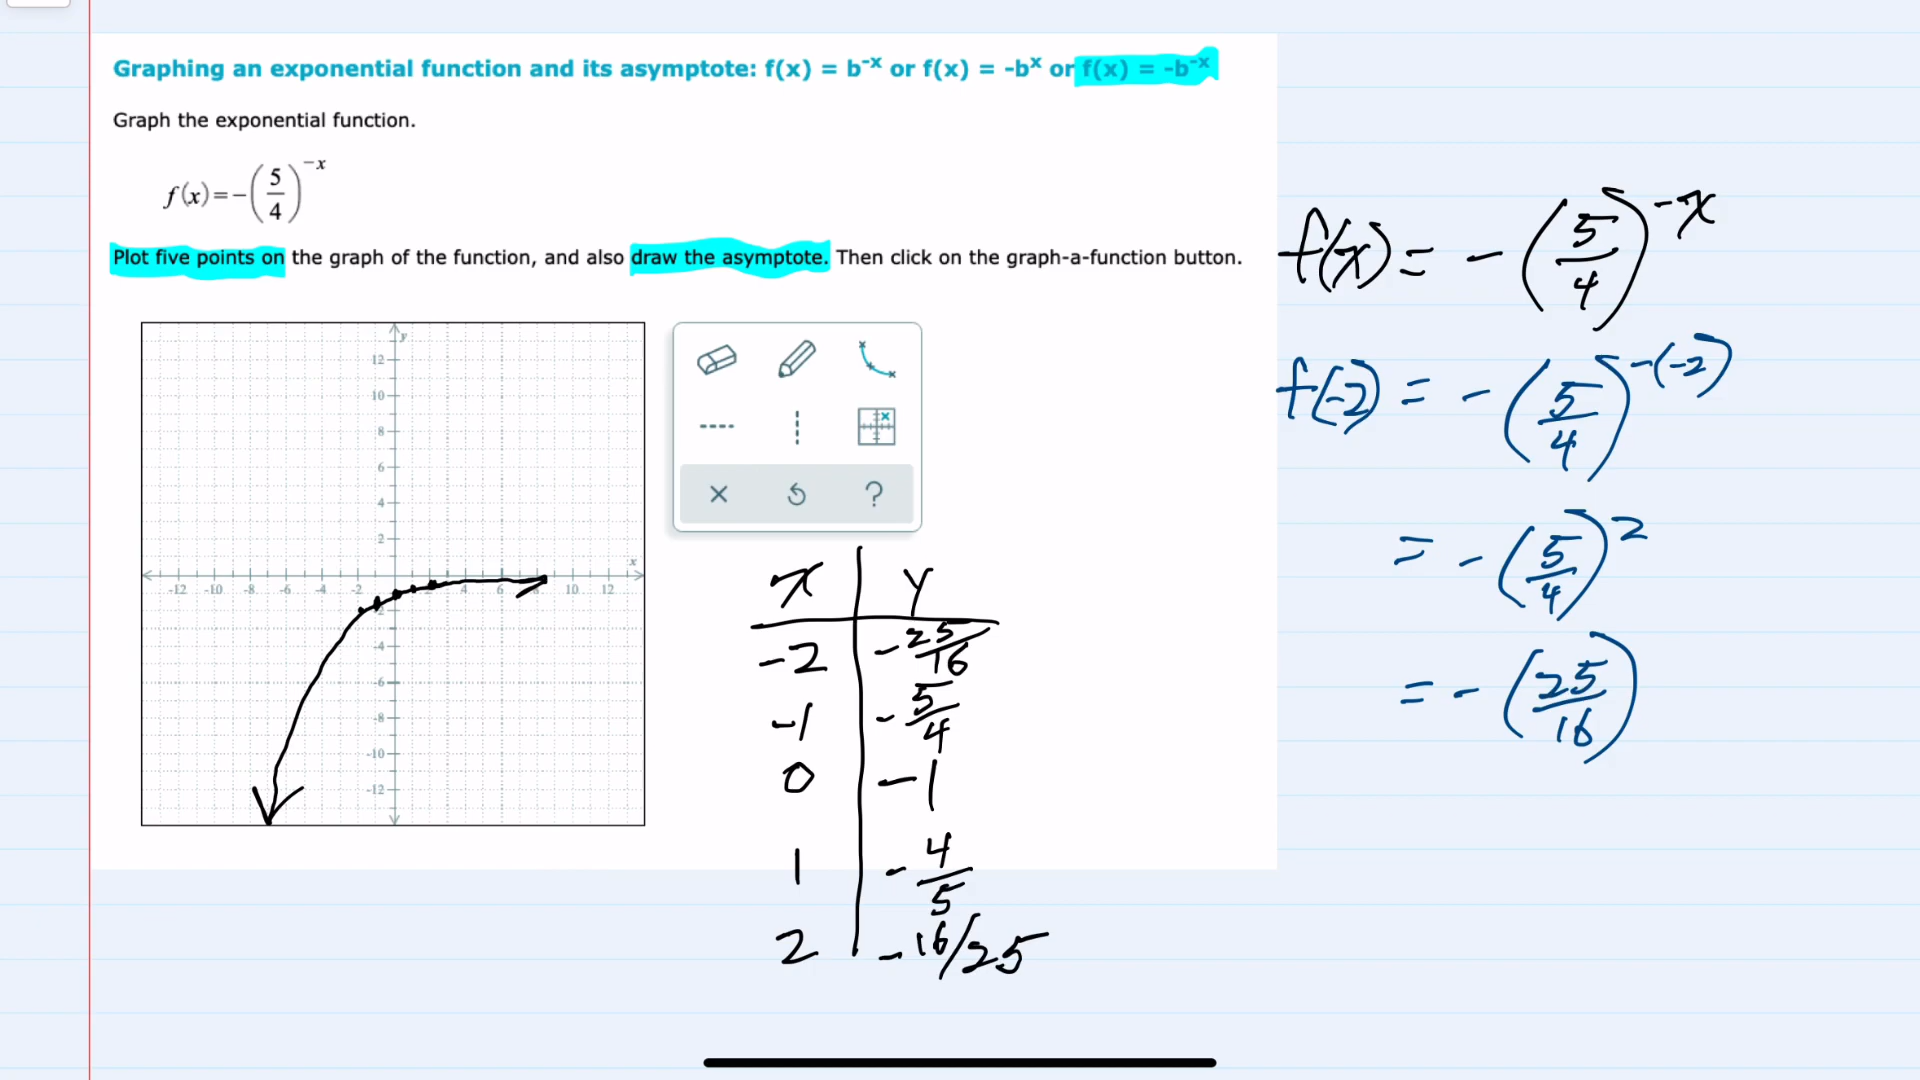 Graphing an exponential function and its asymptote: f(x) = b⁻ˣ or f(x) = -bˣ or f(x) = -b⁻ˣ
Graph the exponential function.
f(x)=-(5/4)^-x
Plot five points on the graph of the function, and also draw the asymptote. Then click on the graph-a-function button.
y
12
10
8
6
4
2
x
-12 -10 -8 -6 -4 -2 2 4 6 8 10 12
-2
-4
-6
-8
-10
-12
?
x y
-2 -25/16
-1 -5/4
0 -1
1 -4/5
2 -16/25
f(x) = -(5/4)^-x
f(-2) = -(5/4)^-(-2)
= -(5/4)^2
= -(25/16)